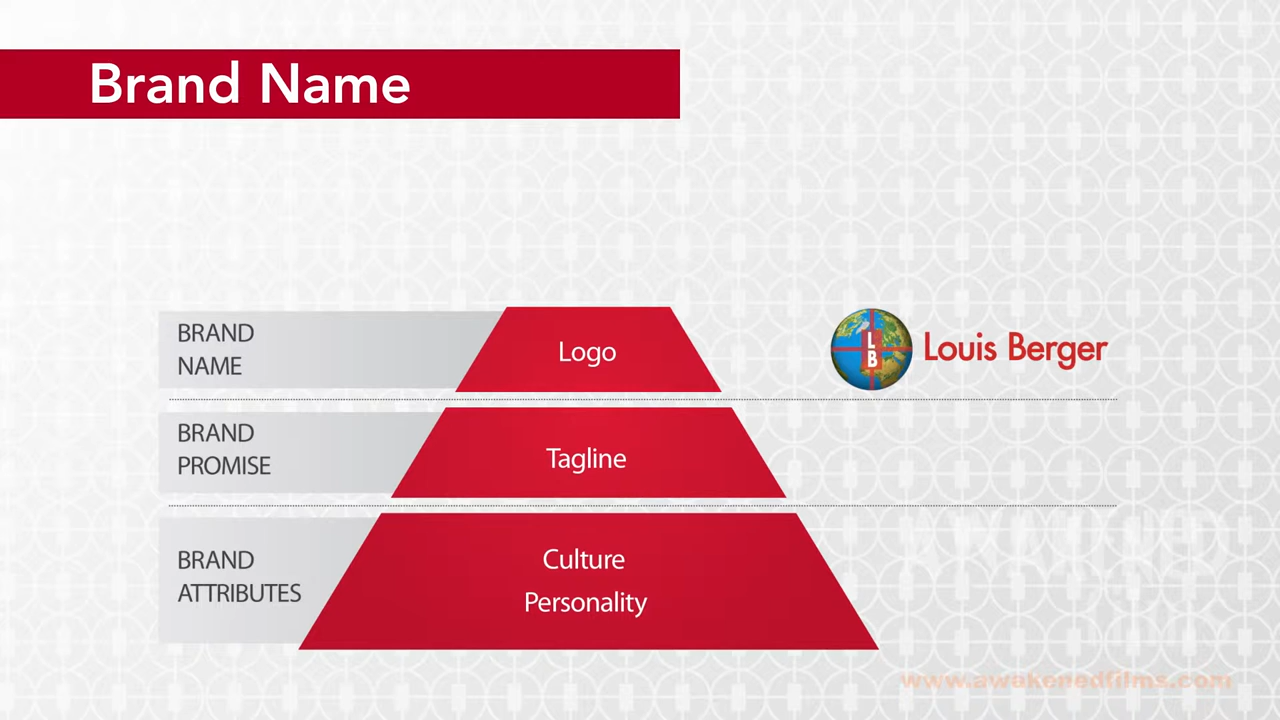 Brand Name
BRAND
NAME
Logo
L
B
Louis Berger
BRAND
PROMISE
Tagline
BRAND
ATTRIBUTES
Culture
Personality
www.awakenedfilms.com